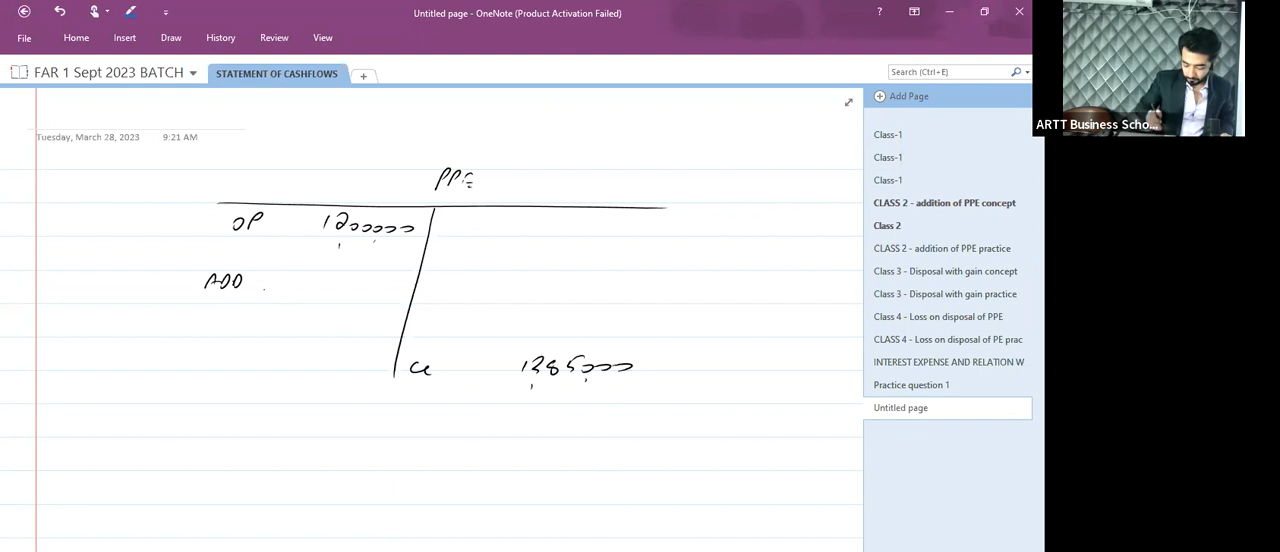 Untitled page - OneNote (Product Activation Failed)
?
File Home Insert Draw History Review View
FAR 1 Sept 2023 BATCH
STATEMENT OF CASHFLOWS
Search (Ctrl+E)
Add Page
ARTT Business Scho...
Tuesday, March 28, 2023 9:21 AM
Class-1
Class-1
Class-1
CLASS 2 - addition of PPE concept
Class 2
CLASS 2 - addition of PPE practice
Class 3 - Disposal with gain concept
Class 3 - Disposal with gain practice
Class 4 - Loss on disposal of PPE
CLASS 4 - Loss on disposal of PE prac
INTEREST EXPENSE AND RELATION W
Practice question 1
Untitled page
PPE
OP 1200000
ADD
1385000